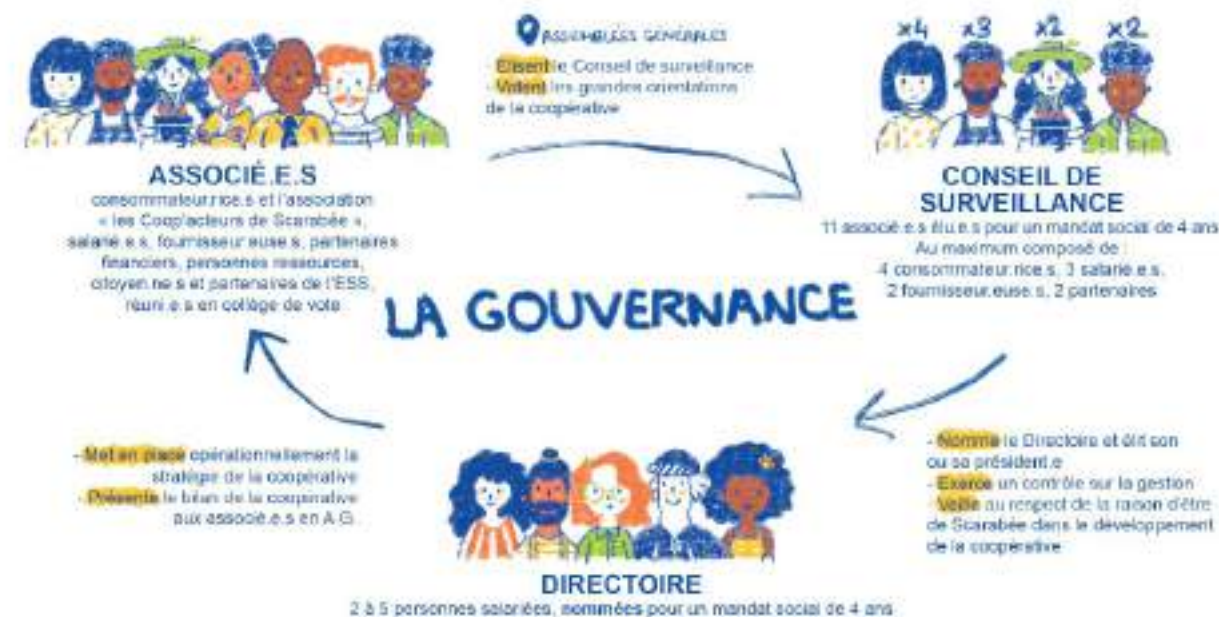 ASSEMBLÉES GÉNÉRALES
- Elisent le Conseil de surveillance
- Votent les grandes orientations
de la coopérative
x4 x3 x2 x2
ASSOCIÉ.E.S
consommateur.rice.s et l'association
« les Coop'acteurs de Scarabée »,
salarié.e.s, fournisseur.euse.s, partenaires
financiers, personnes ressources,
citoyen.ne.s et partenaires de l'ESS,
réuni.e.s en collège de vote
CONSEIL DE
SURVEILLANCE
11 associé.e.s élu.e.s pour un mandat social de 4 ans
Au maximum composé de :
4 consommateur.rice.s, 3 salarié.e.s,
2 fournisseur.euse.s, 2 partenaires
LA GOUVERNANCE
- Met en place opérationnellement la
stratégie de la coopérative
- Présente le bilan de la coopérative
aux associé.e.s en A.G.
- Nomme le Directoire et élit son
ou sa président.e
- Exerce un contrôle sur la gestion
- Veille au respect de la raison d'être
de Scarabée dans le développement
de la coopérative
DIRECTOIRE
2 à 5 personnes salariées, nommées pour un mandat social de 4 ans